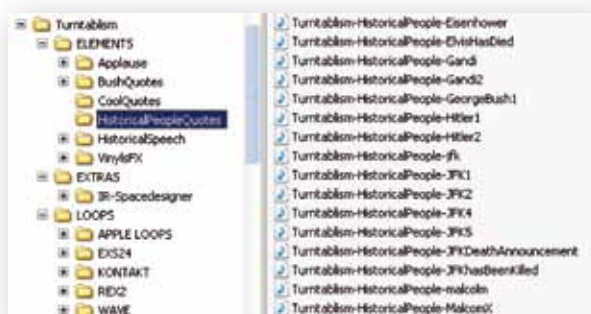 Turntablism
ELEMENTS
Applause
BushQuotes
CoolQuotes
HistoricalPeopleQuotes
HistoricalSpeech
VinylsFX
EXTRAS
IR-Spacedesigner
LOOPS
APPLE LOOPS
EXS24
KONTAKT
REX2
WAVE
Turntablism-HistoricalPeople-Eisenhower
Turntablism-HistoricalPeople-ElvisHasDied
Turntablism-HistoricalPeople-Gandi
Turntablism-HistoricalPeople-Gandi2
Turntablism-HistoricalPeople-GeorgeBush1
Turntablism-HistoricalPeople-Hitler1
Turntablism-HistoricalPeople-Hitler2
Turntablism-HistoricalPeople-jfk
Turntablism-HistoricalPeople-JFK1
Turntablism-HistoricalPeople-JFK2
Turntablism-HistoricalPeople-JFK4
Turntablism-HistoricalPeople-JFK5
Turntablism-HistoricalPeople-JFKDeathAnnouncement
Turntablism-HistoricalPeople-JFKhasBeenKilled
Turntablism-HistoricalPeople-malcolm
Turntablism-HistoricalPeople-MalcomX